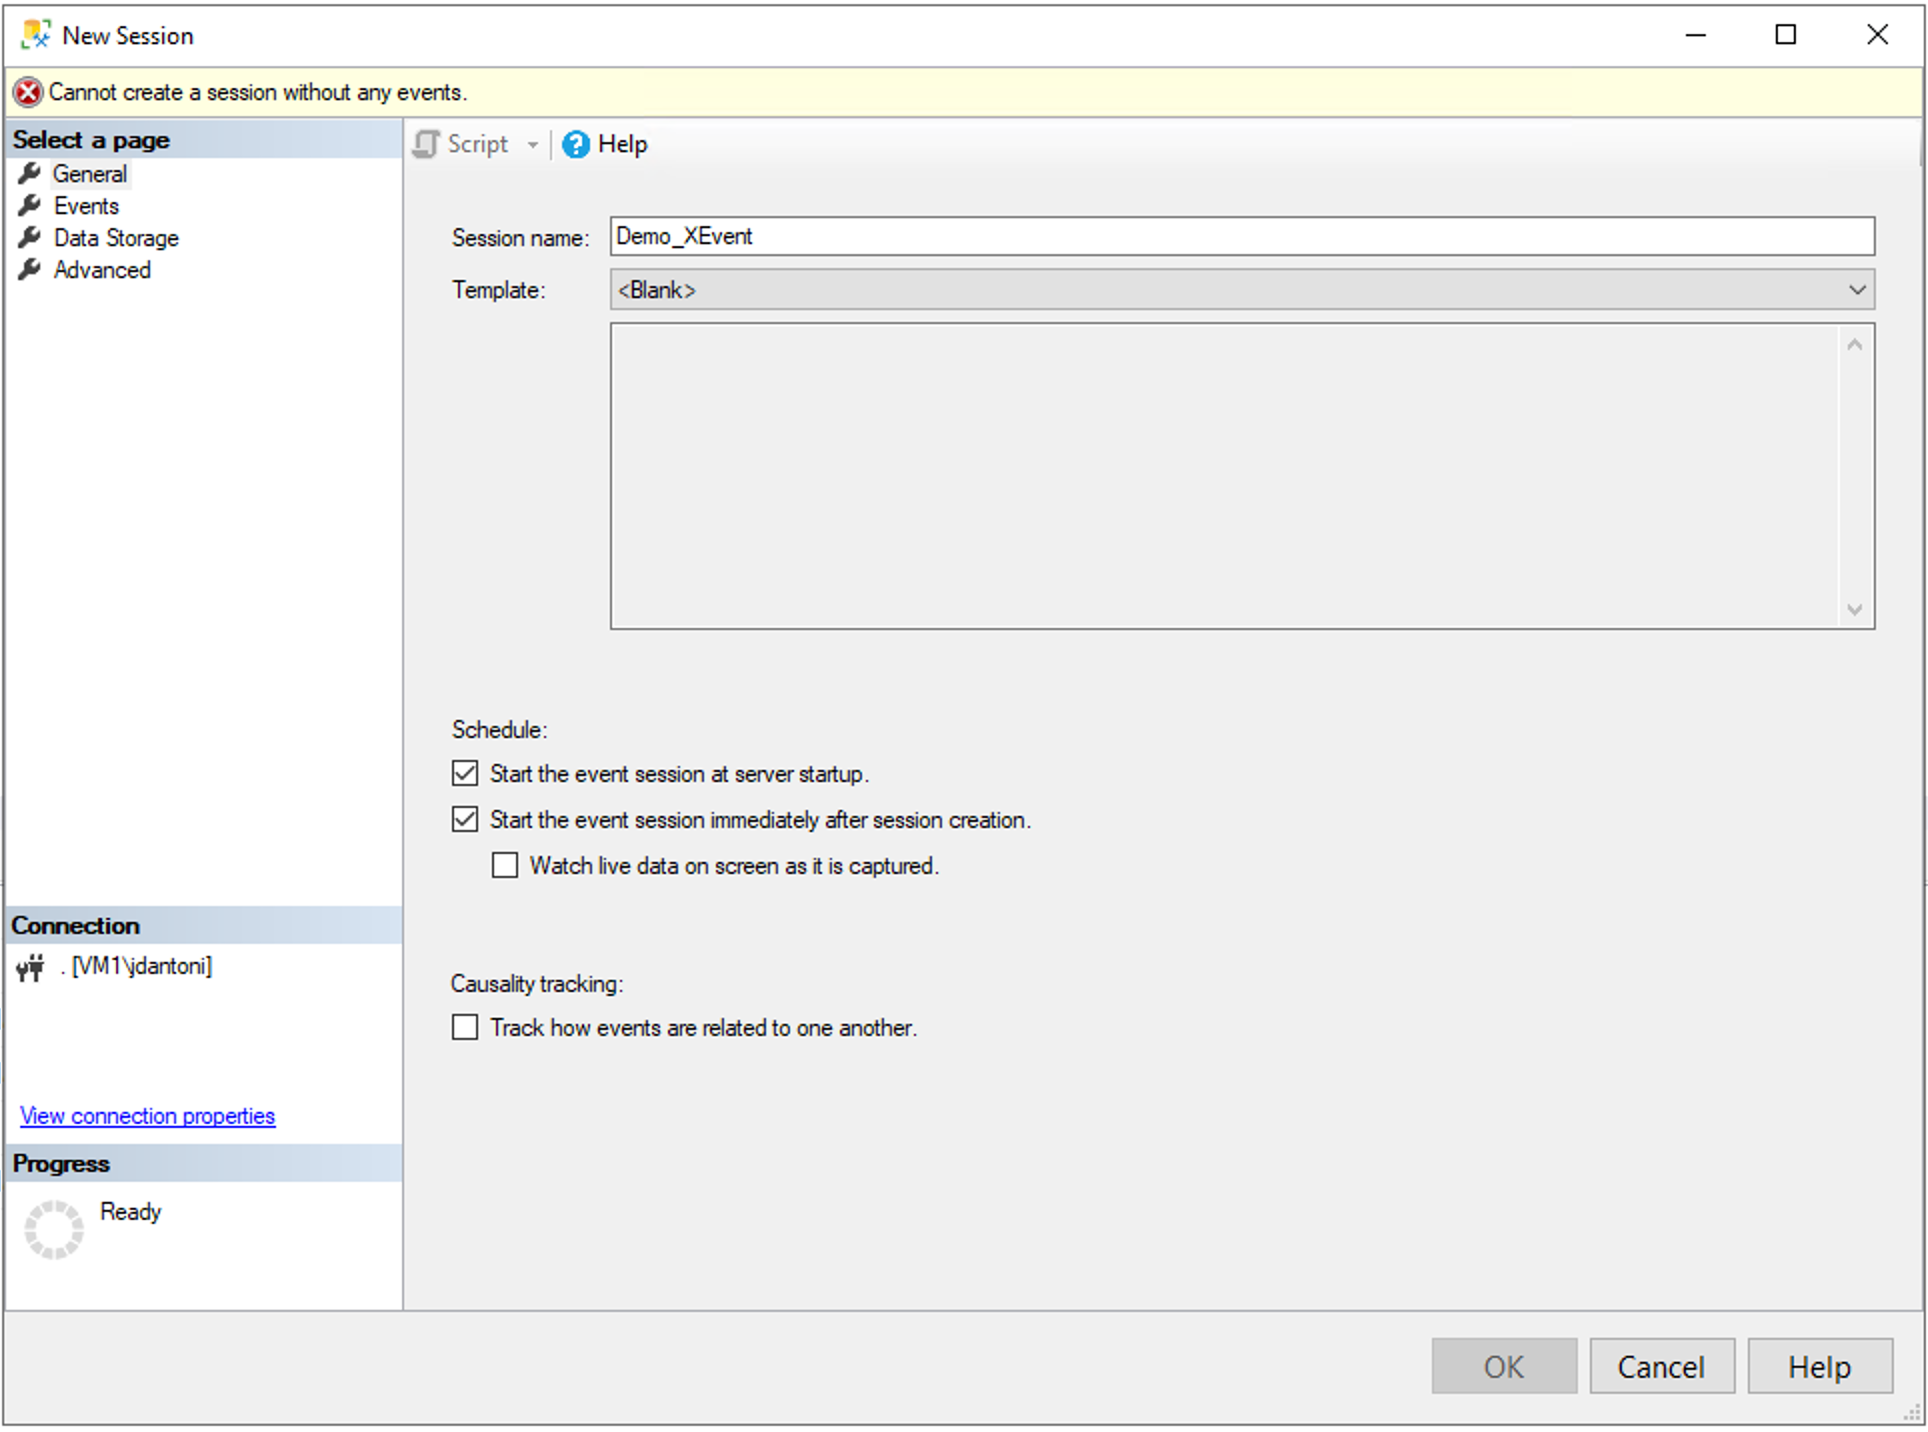 New Session
Cannot create a session without any events.
Select a page
General
Events
Data Storage
Advanced
Script
Help
Session name: Demo_XEvent
Template: <Blank>
Schedule:
Start the event session at server startup.
Start the event session immediately after session creation.
Watch live data on screen as it is captured.
Causality tracking:
Track how events are related to one another.
Connection
. [VM1\jdantoni]
View connection properties
Progress
Ready
OK Cancel Help